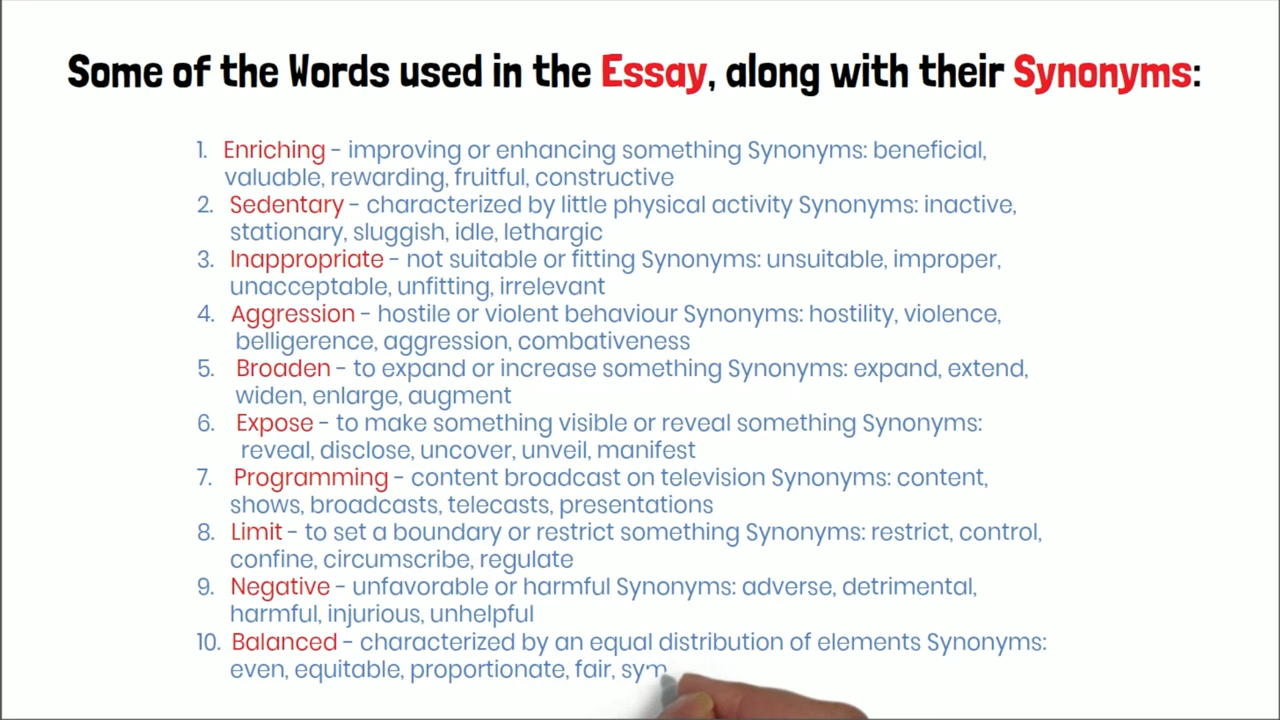 Some of the Words used in the Essay, along with their Synonyms:
1. Enriching - improving or enhancing something Synonyms: beneficial,
valuable, rewarding, fruitful, constructive
2. Sedentary - characterized by little physical activity Synonyms: inactive,
stationary, sluggish, idle, lethargic
3. Inappropriate - not suitable or fitting Synonyms: unsuitable, improper,
unacceptable, unfitting, irrelevant
4. Aggression - hostile or violent behaviour Synonyms: hostility, violence,
belligerence, aggression, combativeness
5. Broaden - to expand or increase something Synonyms: expand, extend,
widen, enlarge, augment
6. Expose - to make something visible or reveal something Synonyms:
reveal, disclose, uncover, unveil, manifest
7. Programming - content broadcast on television Synonyms: content,
shows, broadcasts, telecasts, presentations
8. Limit - to set a boundary or restrict something Synonyms: restrict, control,
confine, circumscribe, regulate
9. Negative - unfavorable or harmful Synonyms: adverse, detrimental,
harmful, injurious, unhelpful
10. Balanced - characterized by an equal distribution of elements Synonyms:
even, equitable, proportionate, fair,